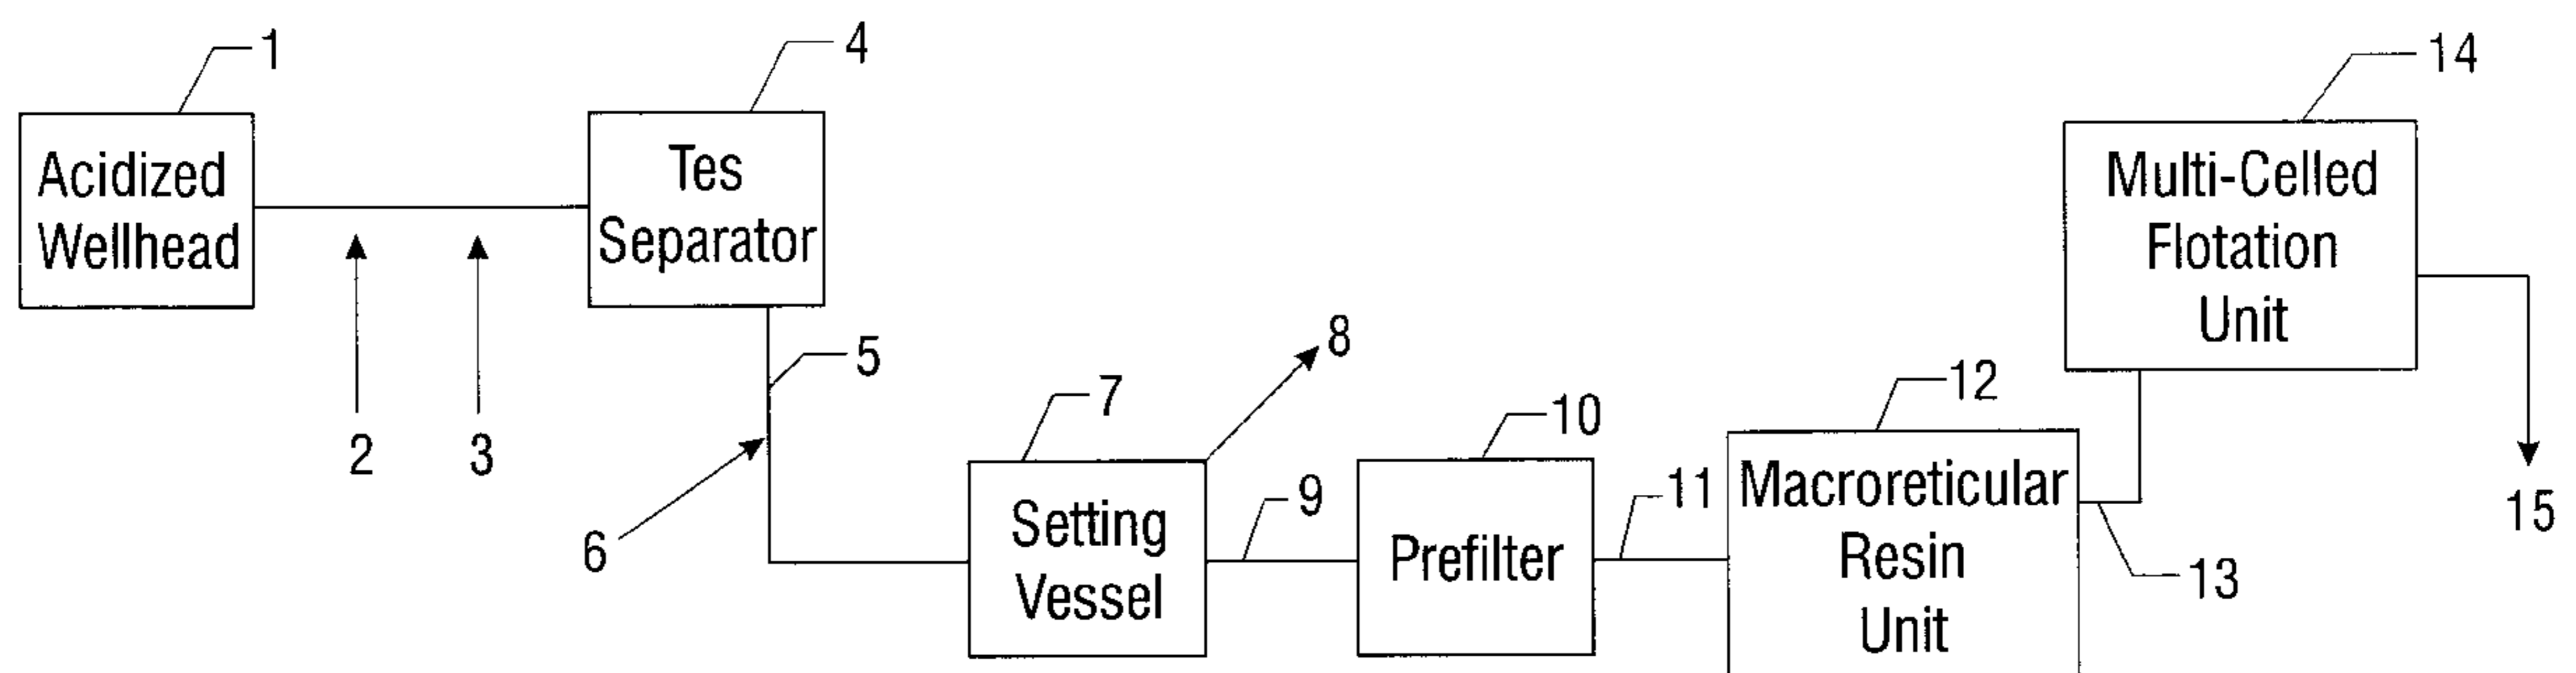 1
Acidized
Wellhead
2
3
4
Tes
Separator
5
6
7
Setting
Vessel
8
9
10
Prefilter
11
12
Macroreticular
Resin
Unit
13
14
Multi-Celled
Flotation
Unit
15